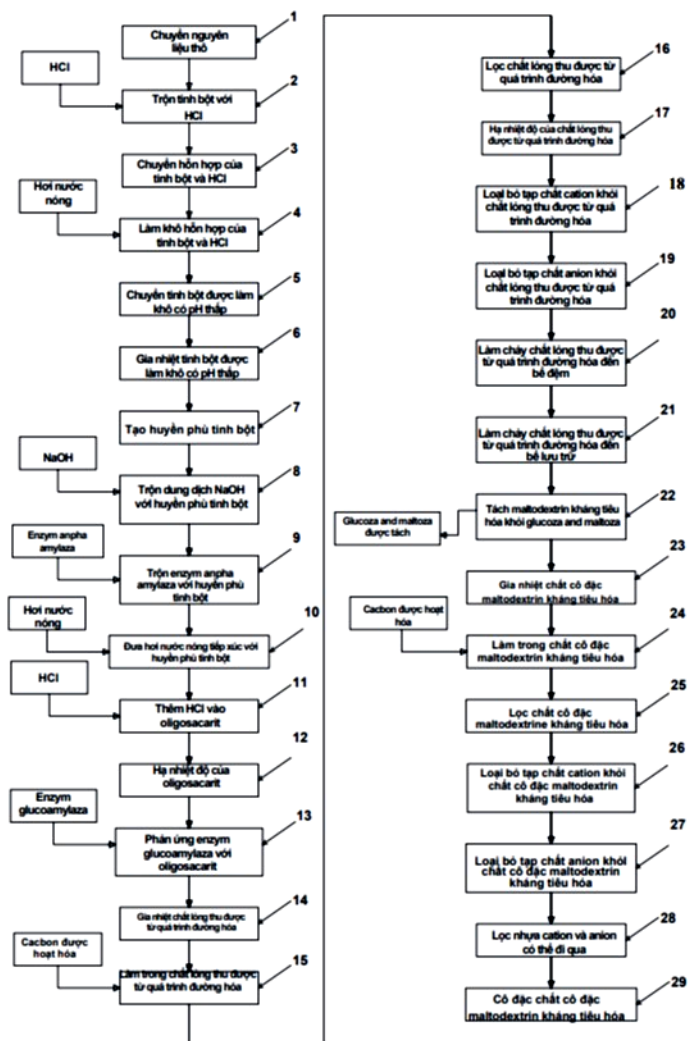 1
Chuyển nguyên
liệu thô
HCl
2
Trộn tinh bột với
HCl
3
Chuyển hỗn hợp của
tinh bột và HCl
Hơi nước
nóng
4
Làm khô hỗn hợp của
tinh bột và HCl
5
Chuyển tinh bột được làm
khô có pH thấp
6
Gia nhiệt tinh bột được
làm khô có pH thấp
7
Tạo huyền phù tinh bột
NaOH
8
Trộn dung dịch NaOH
với huyền phù tinh bột
Enzym anpha
amylaza
9
Trộn enzym anpha
amylaza với huyền phù
tinh bột
Hơi nước
nóng
10
Đưa hơi nước nóng tiếp xúc với
huyền phù tinh bột
HCl
11
Thêm HCl vào
oligosacarit
12
Hạ nhiệt độ của
oligosacarit
Enzym
glucoamylaza
13
Phản ứng enzym
glucoamylaza với
oligosacarit
14
Gia nhiệt chất lỏng thu được
từ quá trình đường hóa
Cacbon được
hoạt hóa
15
Làm trong chất lỏng thu được
từ quá trình đường hóa
16
Lọc chất lỏng thu được từ
quá trình đường hóa
17
Hạ nhiệt độ của chất lỏng thu
được từ quá trình đường hóa
18
Loại bỏ tạp chất cation khỏi
chất lỏng thu được từ quá
trình đường hóa
19
Loại bỏ tạp chất anion khỏi
chất lỏng thu được từ quá
trình đường hóa
20
Làm chảy chất lỏng thu được
từ quá trình đường hóa đến
bể đệm
21
Làm chảy chất lỏng thu được
từ quá trình đường hóa đến
bể lưu trữ
22
Tách maltodextrin kháng tiêu
hóa khỏi glucoza and maltoza
Glucoza and maltoza
được tách
23
Gia nhiệt chất cô đặc
maltodextrin kháng tiêu hóa
Cacbon được hoạt
hóa
24
Làm trong chất cô đặc
maltodextrin kháng tiêu hóa
25
Lọc chất cô đặc
maltodextrine kháng tiêu hóa
26
Loại bỏ tạp chất cation khỏi
chất cô đặc maltodextrin
kháng tiêu hóa
27
Loại bỏ tạp chất anion khỏi
chất cô đặc maltodextrin
kháng tiêu hóa
28
Lọc nhựa cation và anion
có thể đi qua
29
Cô đặc chất cô đặc
maltodextrin kháng tiêu hóa